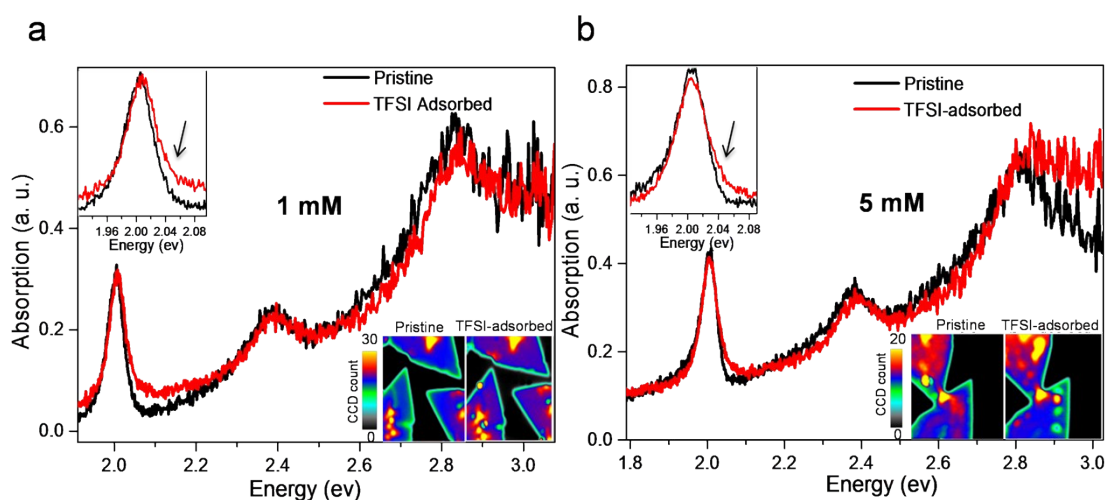 a
Pristine
TFSI Adsorbed
1 mM
Absorption (a. u.)
0.6
0.4
0.2
0.0
2.0 2.2 2.4 2.6 2.8 3.0
Energy (ev)
1.96 2.00 2.04 2.08
Energy (ev)
Pristine TFSI-adsorbed
30
CCD count
0
b
Pristine
TFSI-adsorbed
5 mM
Absorption (a. u.)
0.8
0.6
0.4
0.2
0.0
1.8 2.0 2.2 2.4 2.6 2.8 3.0
Energy (ev)
1.96 2.00 2.04 2.08
Energy (ev)
Pristine TFSI-adsorbed
20
CCD count
0